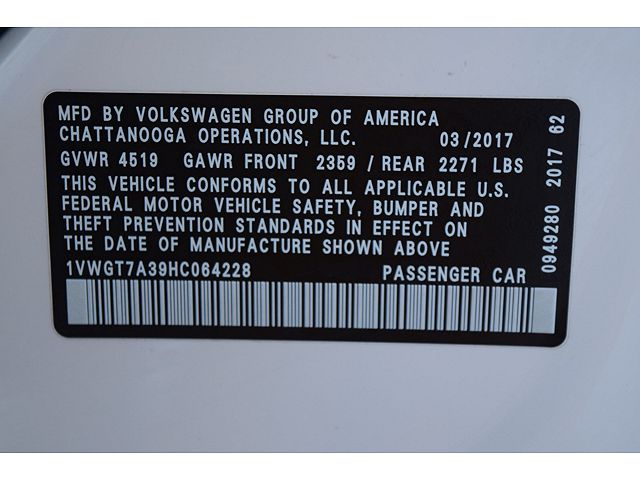 MFD BY VOLKSWAGEN GROUP OF AMERICA
CHATTANOOGA OPERATIONS, LLC. 03/2017
GVWR 4519 GAWR FRONT 2359 / REAR 2271 LBS
THIS VEHICLE CONFORMS TO ALL APPLICABLE U.S.
FEDERAL MOTOR VEHICLE SAFETY, BUMPER AND
THEFT PREVENTION STANDARDS IN EFFECT ON
THE DATE OF MANUFACTURE SHOWN ABOVE
1VWGT7A39HC064228 PASSENGER CAR
0949280 2017 62